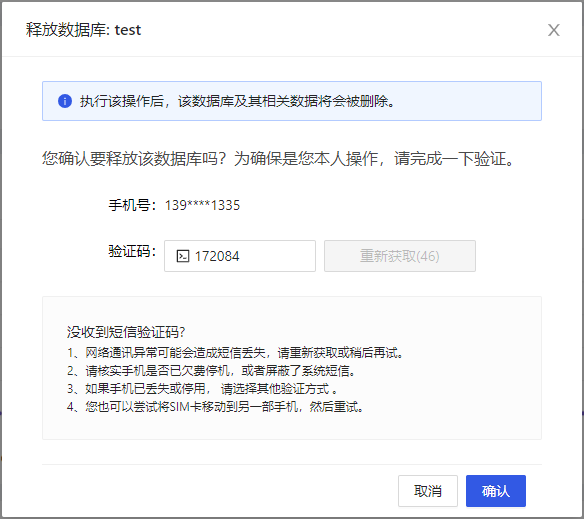 释放数据库: test
执行该操作后，该数据库及其相关数据将会被删除。
您确认要释放该数据库吗？为确保是您本人操作，请完成一下验证。
手机号：139****1335
验证码：172084 重新获取(46)
没收到短信验证码?
1、网络通讯异常可能会造成短信丢失，请重新获取或稍后再试。
2、请核实手机是否已欠费停机，或者屏蔽了系统短信。
3、如果手机已丢失或停用， 请选择其他验证方式 。
4、您也可以尝试将SIM卡移动到另一部手机，然后重试。
取消 确认